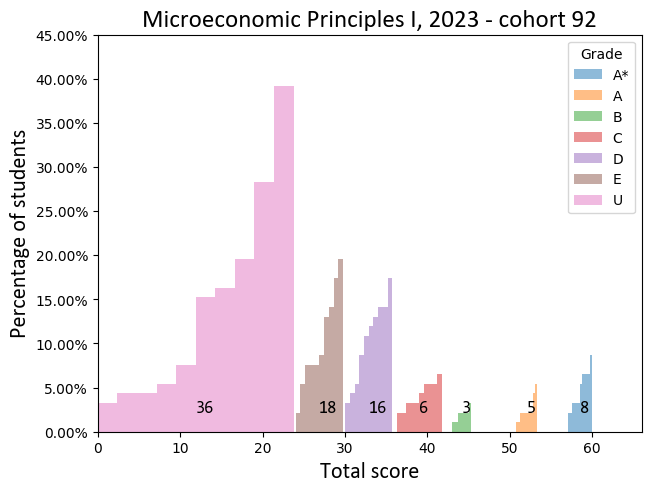 Microeconomic Principles I, 2023 - cohort 92
45.00%
40.00%
35.00%
30.00%
25.00%
20.00%
15.00%
10.00%
5.00%
0.00%
Percentage of students
Grade
A*
A
B
C
D
E
U
36
18
16
6
3
5
8
0
10
20
30
40
50
60
Total score